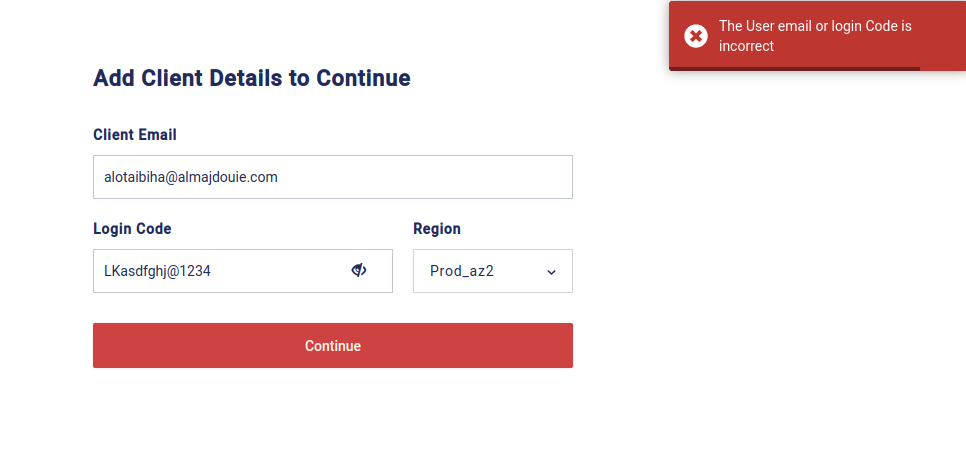 The User email or login Code is
incorrect
Add Client Details to Continue
Client Email
alotaibiha@almajdouie.com
Login Code
Region
LKasdfghj@1234
Prod_az2
Continue